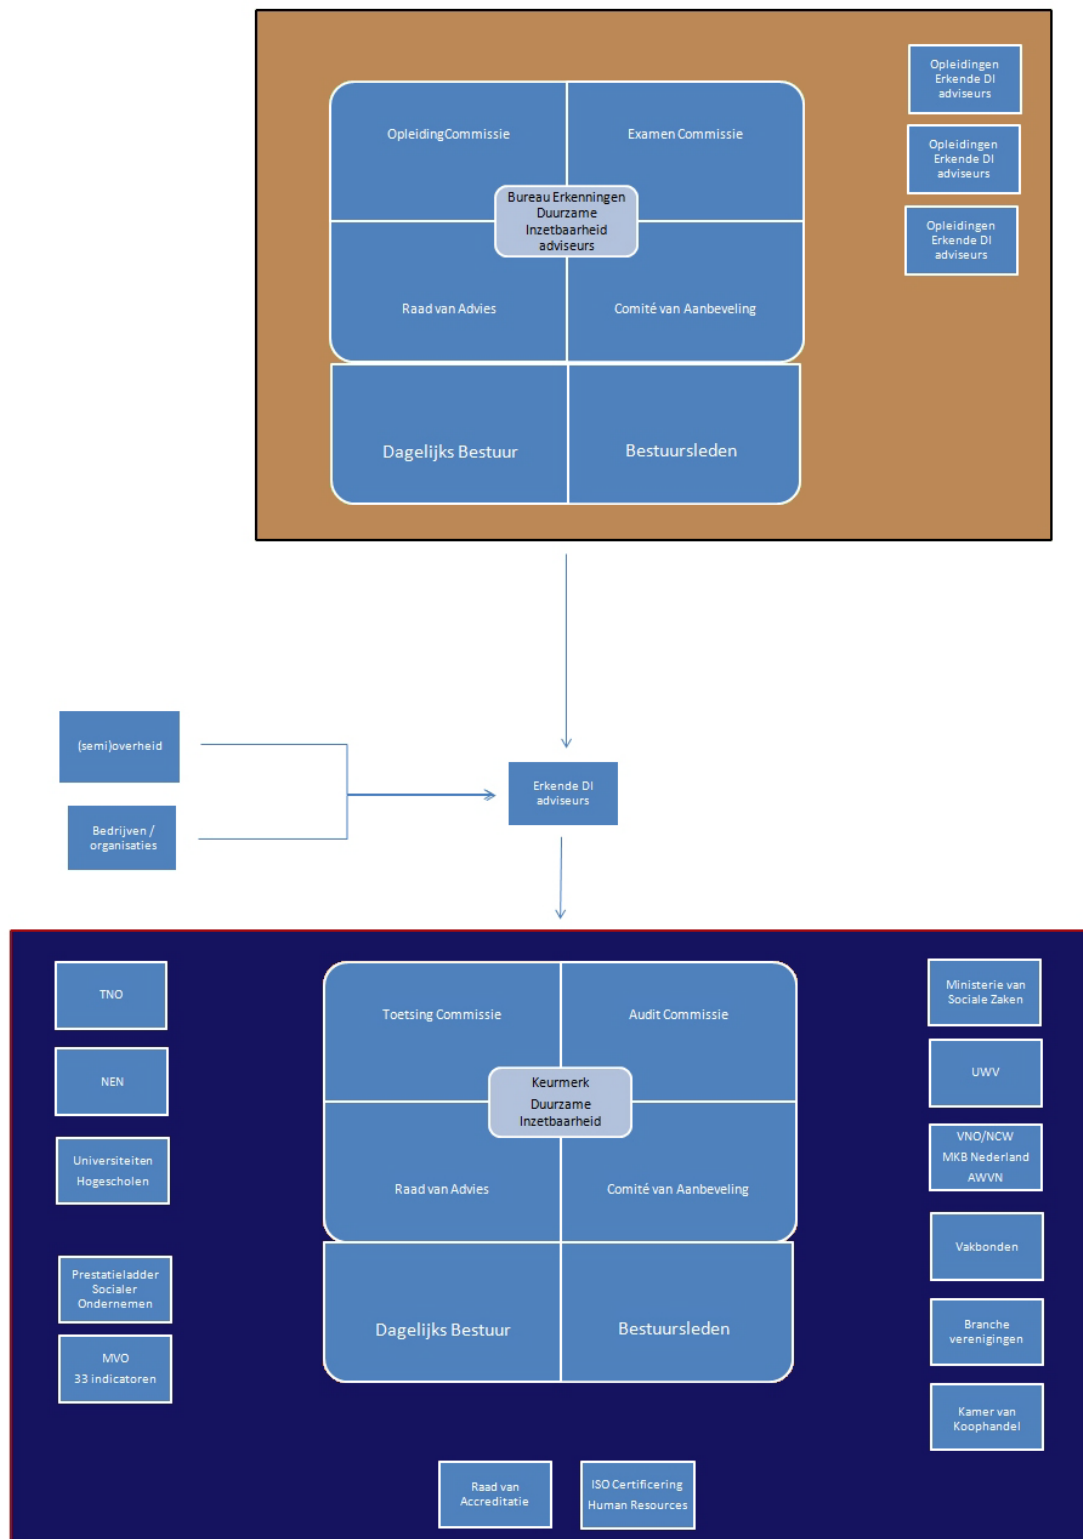 Opleidingen
Erkende DI
adviseurs
OpleidingCommissie
Examen Commissie
Opleidingen
Erkende DI
adviseurs
Bureau Erkenningen
Duurzame
Inzetbaarheid
adviseurs
Opleidingen
Erkende DI
adviseurs
Raad van Advies
Comité van Aanbeveling
Dagelijks Bestuur
Bestuursleden
(semi)overheid
Erkende DI
adviseurs
Bedrijven /
organisaties
TNO
NEN
Universiteiten
Hogescholen
Prestatieladder
Socialer
Ondernemen
MVO
33 indicatoren
Toetsing Commissie
Audit Commissie
Keurmerk
Duurzame
Inzetbaarheid
Raad van Advies
Comité van Aanbeveling
Dagelijks Bestuur
Bestuursleden
Ministerie van
Sociale Zaken
UWV
VNO/NCW
MKB Nederland
AWVN
Vakbonden
Branche
verenigingen
Kamer van
Koophandel
Raad van
Accreditatie
ISO Certificering
Human Resources